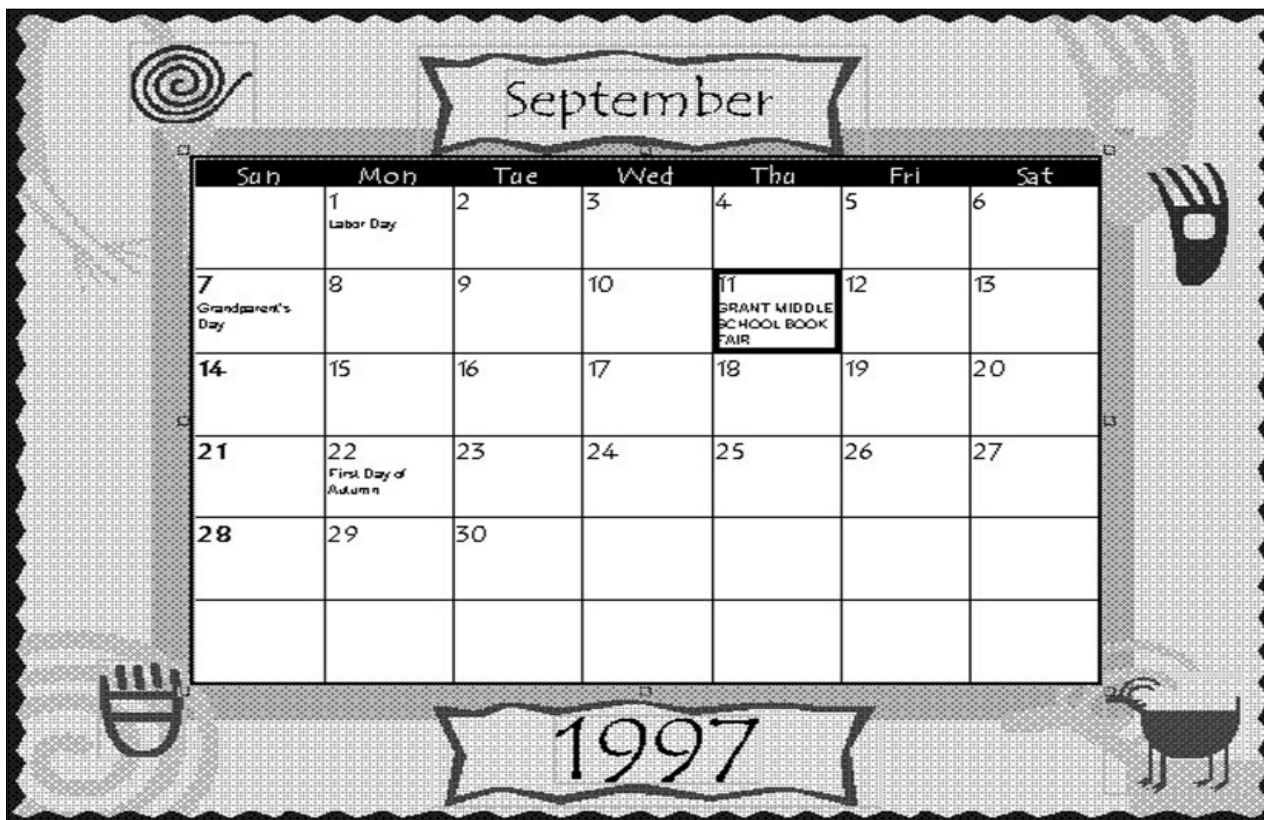 September
Sun Mon Tue Wed Thu Fri Sat
1 2 3 4 5 6
Labor Day
7 8 9 10 11 12 13
Grandparent's
Day
GRANT MIDDLE
SCHOOL BOOK
FAIR
14 15 16 17 18 19 20
21 22 23 24 25 26 27
First Day of
Autumn
28 29 30
1997